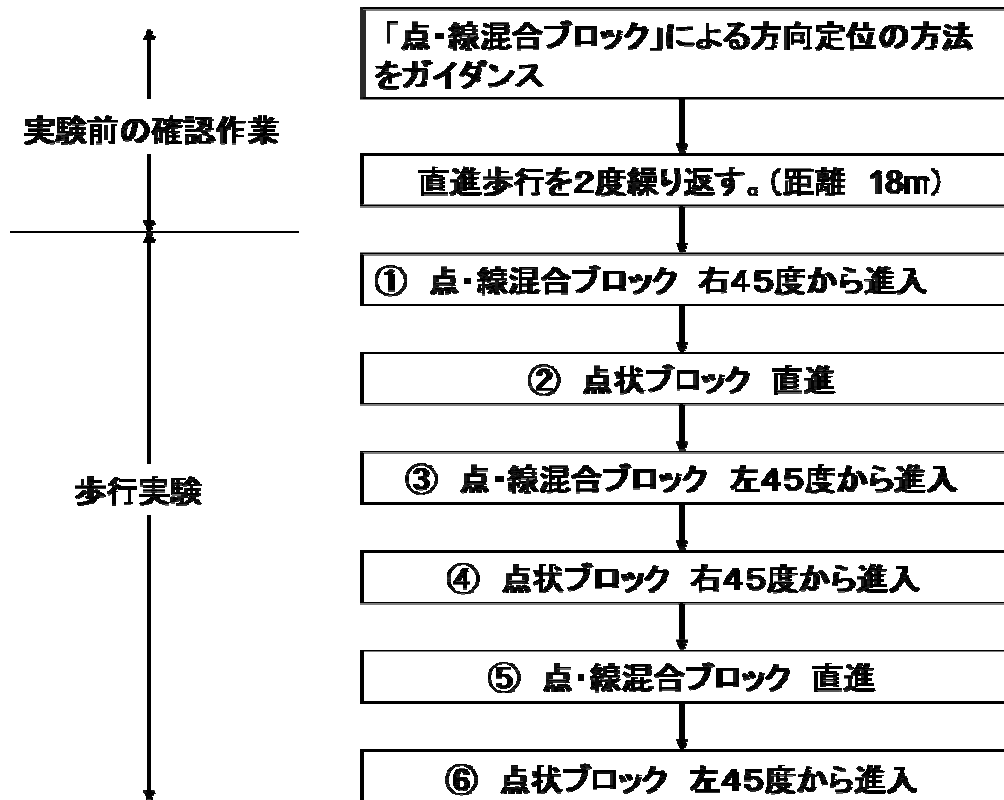 「点・線混合ブロック」による方向定位の方法
をガイダンス
実験前の確認作業
直進歩行を2度繰り返す。(距離 18m)
① 点・線混合ブロック 右45度から進入
② 点状ブロック 直進
③ 点・線混合ブロック 左45度から進入
歩行実験
④ 点状ブロック 右45度から進入
⑤ 点・線混合ブロック 直進
⑥ 点状ブロック 左45度から進入